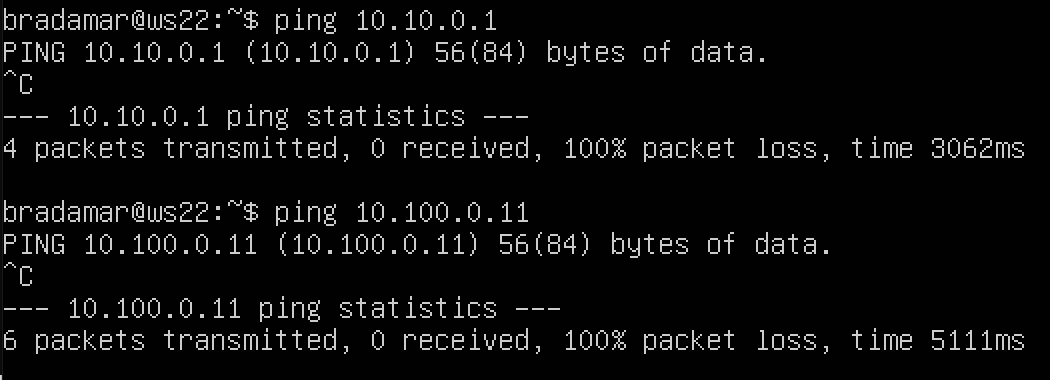 bradamar@ws22:~$ ping 10.10.0.1
PING 10.10.0.1 (10.10.0.1) 56(84) bytes of data.
^C
--- 10.10.0.1 ping statistics ---
4 packets transmitted, 0 received, 100% packet loss, time 3062ms

bradamar@ws22:~$ ping 10.100.0.11
PING 10.100.0.11 (10.100.0.11) 56(84) bytes of data.
^C
--- 10.100.0.11 ping statistics ---
6 packets transmitted, 0 received, 100% packet loss, time 5111ms